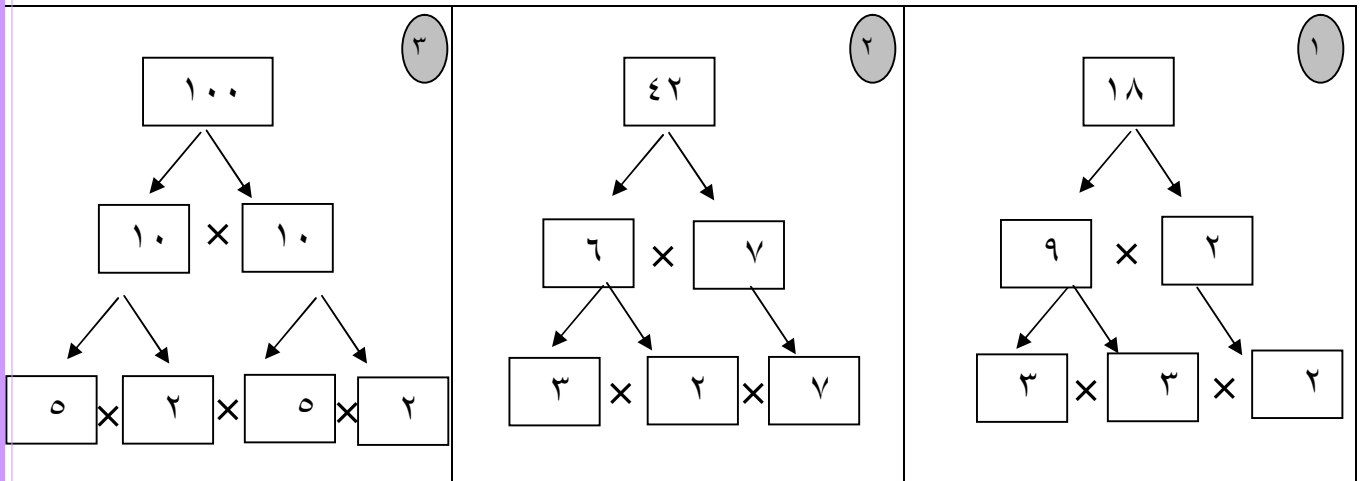 ١
١٨
٢ × ٩
٢ × ٣ × ٣
٢
٤٢
٧ × ٦
٧ × ٢ × ٣
٣
١٠٠
١٠ × ١٠
٢ × ٥ × ٢ × ٥